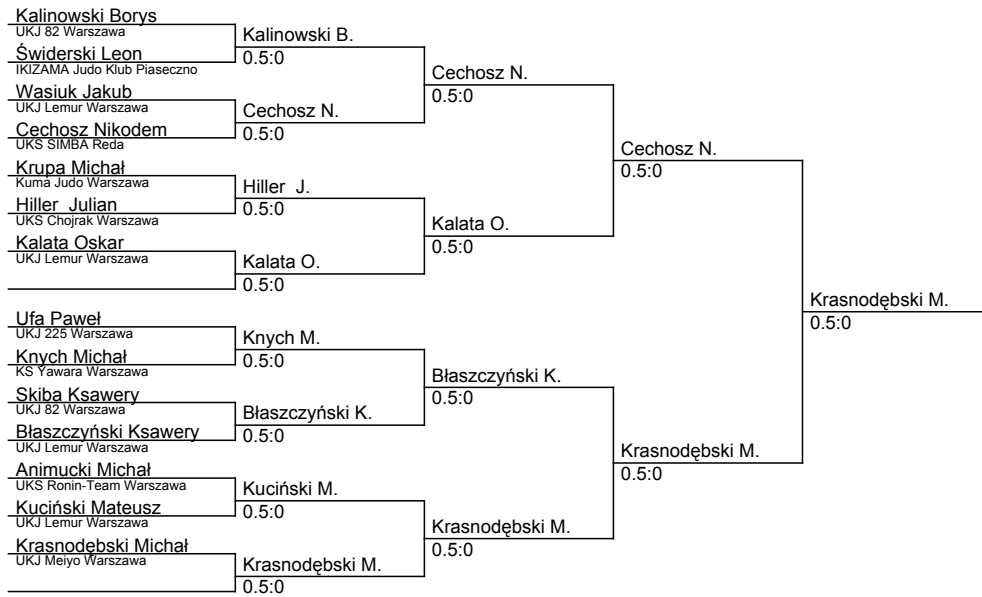 Kalinowski Borys
UKJ 82 Warszawa
Świderski Leon
IKIZAMA Judo Klub Piaseczno
Wasiuk Jakub
UKJ Lemur Warszawa
Cechosz Nikodem
UKS SIMBA Reda
Krupa Michał
Kuma Judo Warszawa
Hiller  Julian
UKS Chojrak Warszawa
Kalata Oskar
UKJ Lemur Warszawa
Ufa Paweł
UKJ 225 Warszawa
Knych Michał
KS Yawara Warszawa
Skiba Ksawery
UKJ 82 Warszawa
Błaszczyński Ksawery
UKJ Lemur Warszawa
Animucki Michał
UKS Ronin-Team Warszawa
Kuciński Mateusz
UKJ Lemur Warszawa
Krasnodębski Michał
UKJ Meiyo Warszawa
Kalinowski B.
0.5:0
Cechosz N.
0.5:0
Hiller  J.
0.5:0
Kalata O.
0.5:0
Knych M.
0.5:0
Błaszczyński K.
0.5:0
Kuciński M.
0.5:0
Krasnodębski M.
0.5:0
Cechosz N.
0.5:0
Kalata O.
0.5:0
Błaszczyński K.
0.5:0
Krasnodębski M.
0.5:0
Cechosz N.
0.5:0
Krasnodębski M.
0.5:0
Krasnodębski M.
0.5:0